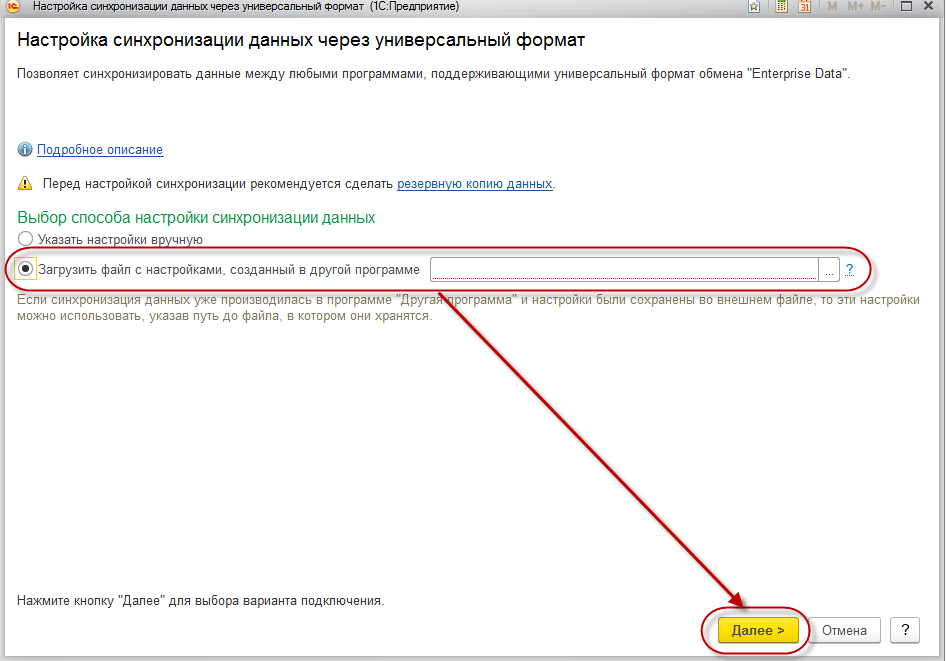 Настройка синхронизации данных через универсальный формат (1С:Предприятие)
31 M M+ M-
Настройка синхронизации данных через универсальный формат
Позволяет синхронизировать данные между любыми программами, поддерживающими универсальный формат обмена "Enterprise Data".
Подробное описание
Перед настройкой синхронизации рекомендуется сделать резервную копию данных.
Выбор способа настройки синхронизации данных
Указать настройки вручную
Загрузить файл с настройками, созданный в другой программе ... ?
Если синхронизация данных уже производилась в программе "Другая программа" и настройки были сохранены во внешнем файле, то эти настройки
можно использовать, указав путь до файла, в котором они хранятся.
Нажмите кнопку "Далее" для выбора варианта подключения.
Далее > Отмена ?